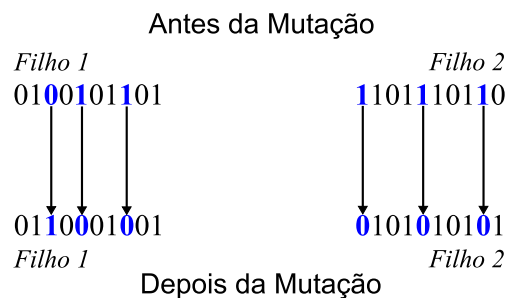 Antes da Mutação
Filho 1
Filho 2
0100101101
1101110110
0110001001
0101010101
Filho 1
Filho 2
Depois da Mutação